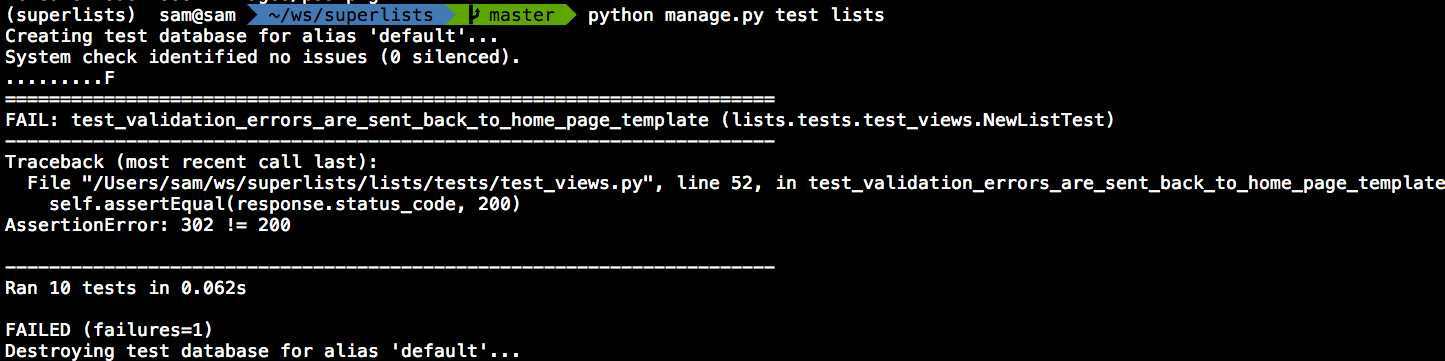 (superlists) sam@sam ~/ws/superlists master python manage.py test lists
Creating test database for alias 'default'...
System check identified no issues (0 silenced).
.........F
======================================================================
FAIL: test_validation_errors_are_sent_back_to_home_page_template (lists.tests.test_views.NewListTest)
----------------------------------------------------------------------
Traceback (most recent call last):
  File "/Users/sam/ws/superlists/lists/tests/test_views.py", line 52, in test_validation_errors_are_sent_back_to_home_page_template
    self.assertEqual(response.status_code, 200)
AssertionError: 302 != 200
----------------------------------------------------------------------
Ran 10 tests in 0.062s
FAILED (failures=1)
Destroying test database for alias 'default'...